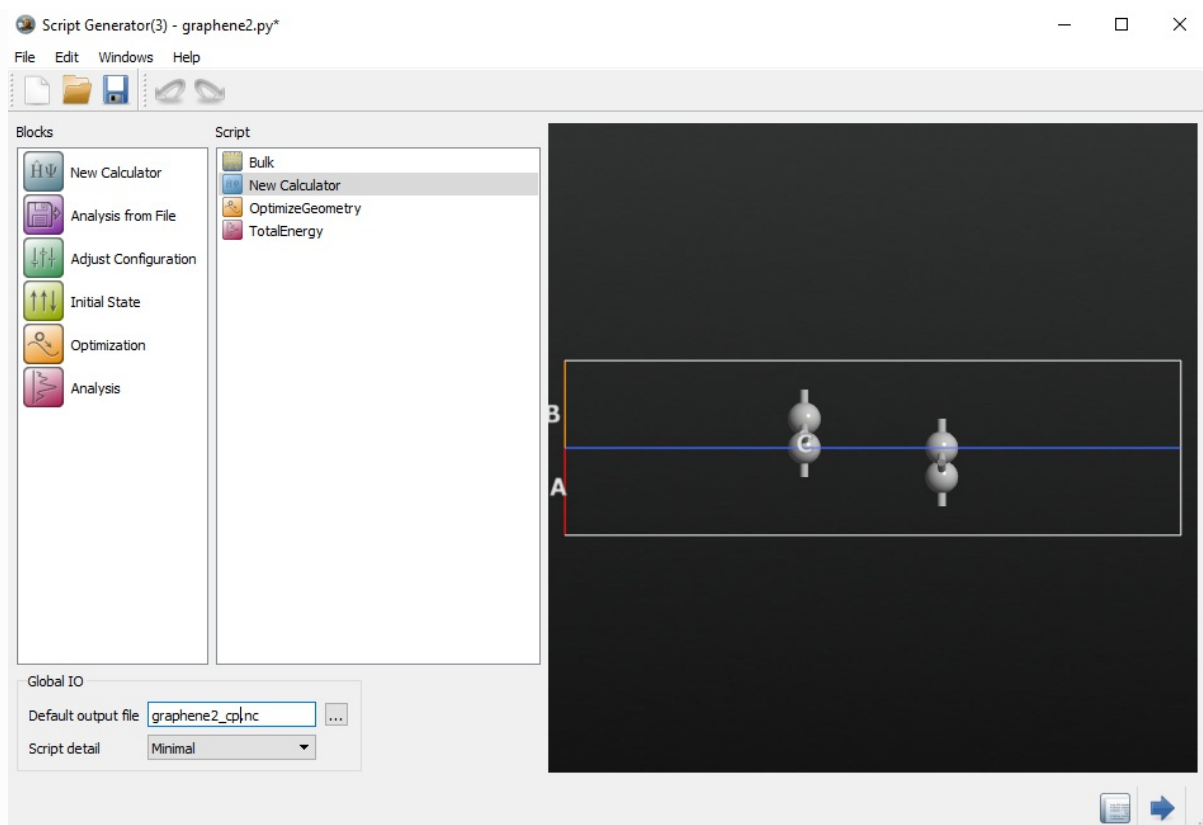 Script Generator(3) - graphene2.py*
File Edit Windows Help
Blocks
New Calculator
Analysis from File
Adjust Configuration
Initial State
Optimization
Analysis
Script
Bulk
New Calculator
OptimizeGeometry
TotalEnergy
B
C
A
Global IO
Default output file graphene2_cp.nc ...
Script detail Minimal